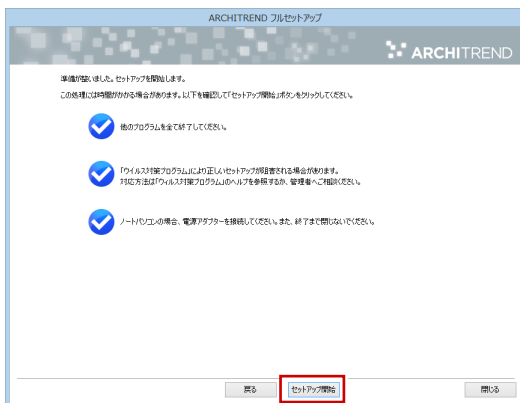 ARCHITREND フルセットアップ
ARCHITREND
準備が整いました。セットアップを開始します。
この処理には時間がかかる場合があります。以下を確認して「セットアップ開始」ボタンをクリックしてください。
他のプログラムを全て終了してください。
「ウイルス対策プログラム」により正しいセットアップが阻害される場合があります。
対応方法は「ウィルス対策プログラム」のヘルプを参照するか、管理者へご相談ください。
ノートパソコンの場合、電源アダプターを接続してください。また、終了まで閉じないでください。
戻る
セットアップ開始
閉じる